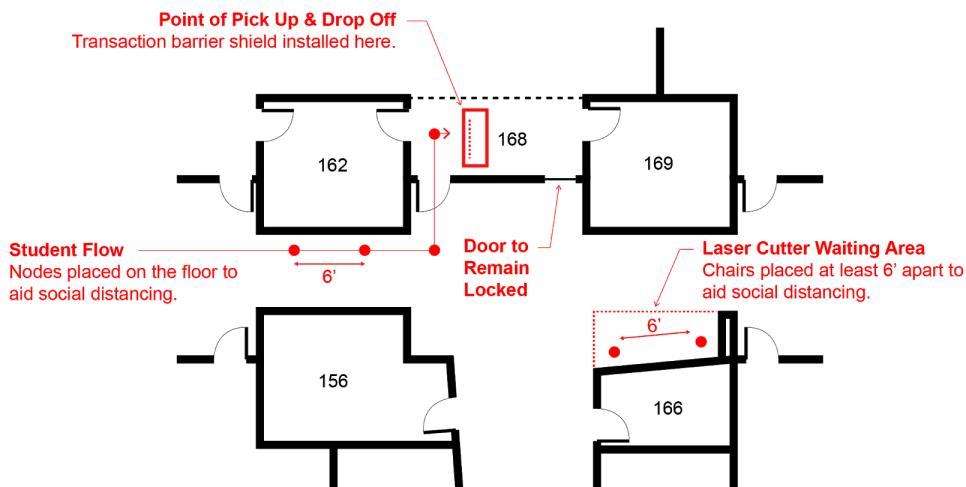 Point of Pick Up & Drop Off
Transaction barrier shield installed here.
162
168
169
Student Flow
Nodes placed on the floor to
aid social distancing.
6’
Door to
Remain
Locked
Laser Cutter Waiting Area
Chairs placed at least 6’ apart to
aid social distancing.
6’
156
166